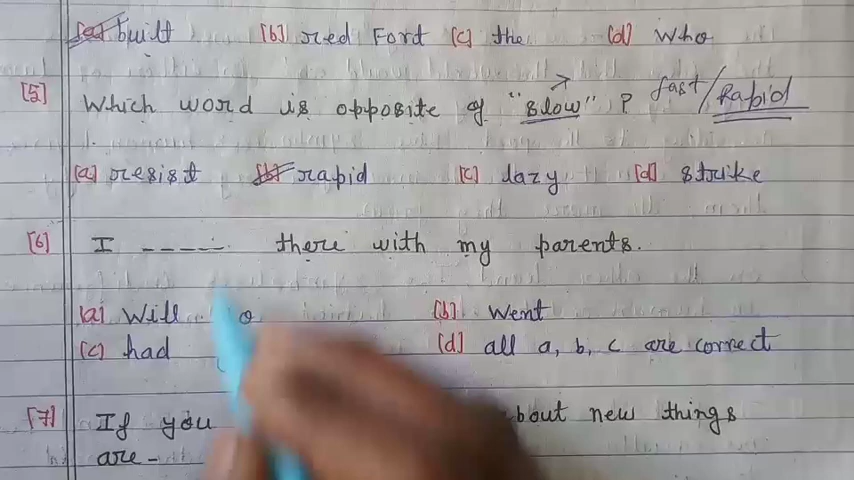 [a] built [b] red Fort [c] the [d] who
[5] Which word is opposite of "slow" ? fast/Rapid
[a] resist [b] rapid [c] lazy [d] strike
[6] I ----- there with my parents.
[a] Will [b] Went
[c] had [d] all a, b, c are correct
[7] If you about new things
are-